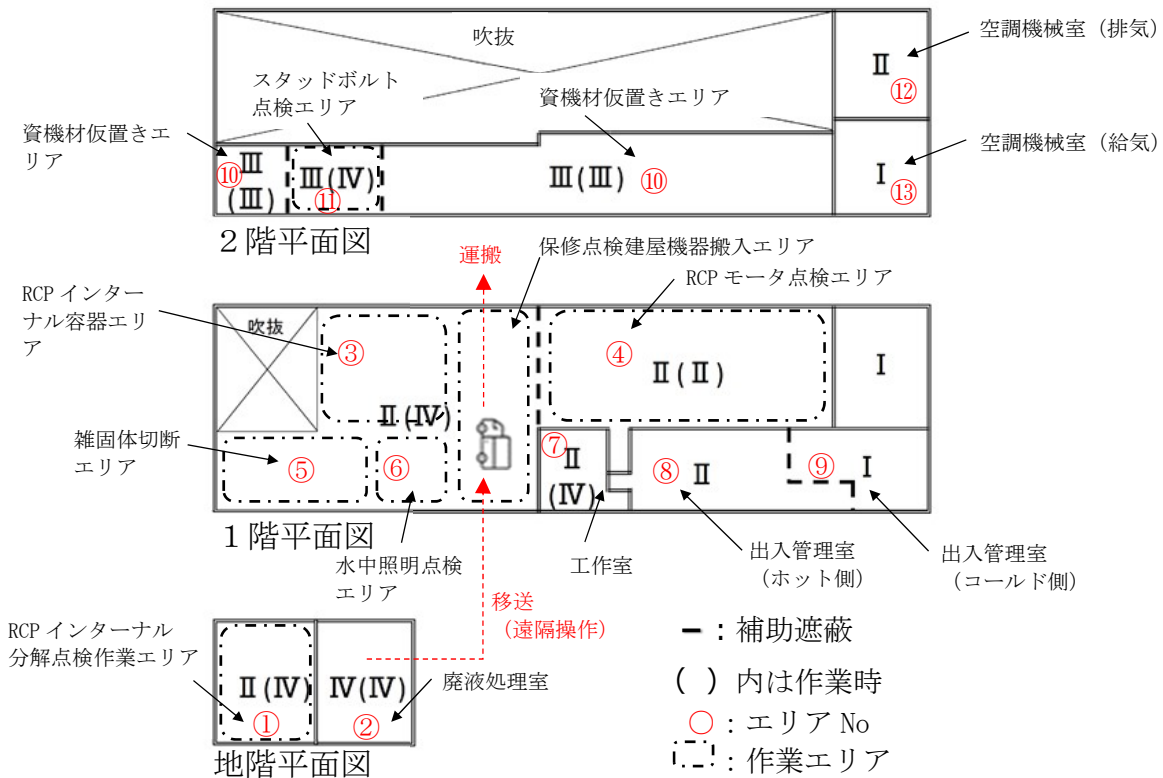 吹抜
スタッドボルト
点検エリア
資機材仮置きエリア
資機材仮置きエ
リア
空調機械室（排気）
空調機械室（給気）
Ⅱ
⑫
Ⅰ
⑬
⑩
Ⅲ
(Ⅲ)
Ⅲ(Ⅳ)
⑪
Ⅲ(Ⅲ)
⑩
２階平面図
運搬
保修点検建屋機器搬入エリア
RCP モータ点検エリア
RCP インター
ナル容器エリ
ア
吹抜
③
④
Ⅱ(Ⅱ)
Ⅰ
Ⅱ(Ⅳ)
雑固体切断
エリア
⑤
⑥
⑦
Ⅱ
(Ⅳ)
⑧
Ⅱ
⑨
Ⅰ
１階平面図
水中照明点検
エリア
工作室
出入管理室
（ホット側）
出入管理室
（コールド側）
移送
（遠隔操作）
RCP インターナル
分解点検作業エリア
Ⅱ(Ⅳ)
①
Ⅳ(Ⅳ)
②
廃液処理室
地階平面図
：補助遮蔽
( ) 内は作業時
○：エリア No
：作業エリア